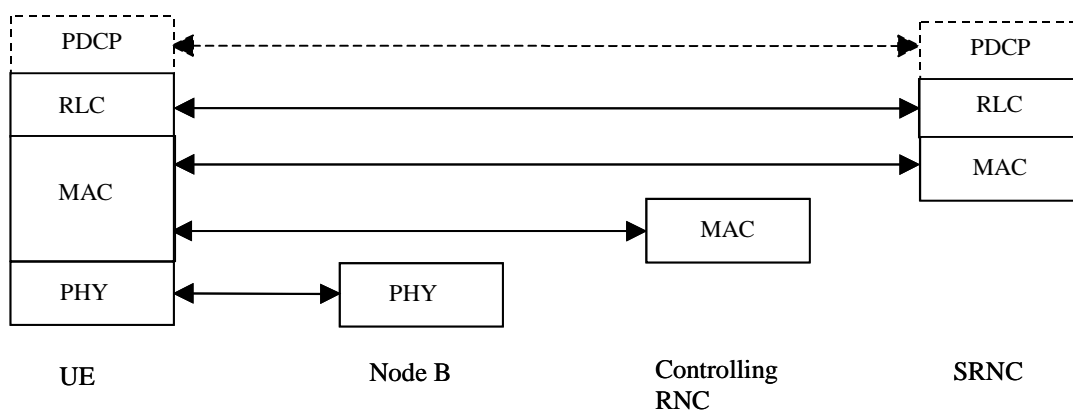 PDCP
PDCP
RLC
RLC
MAC
MAC
MAC
PHY
PHY
UE
Node B
Controlling
RNC
SRNC